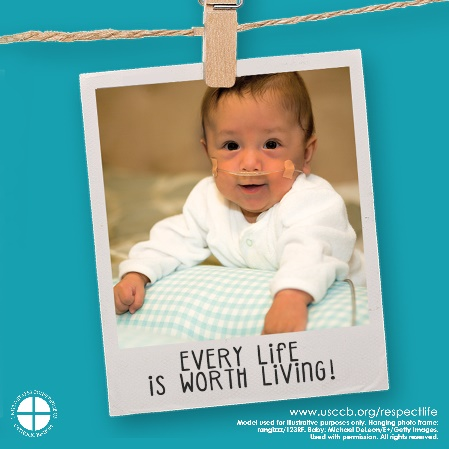 EVERY LiFE
iS WORTH LiViNG!
www.usccb.org/respectlife
Model used for illustrative purposes only. Hanging photo frame:
rangizzz/123RF. Baby: Michael DeLeon/E+/Getty Images.
Used with permission. All rights reserved.